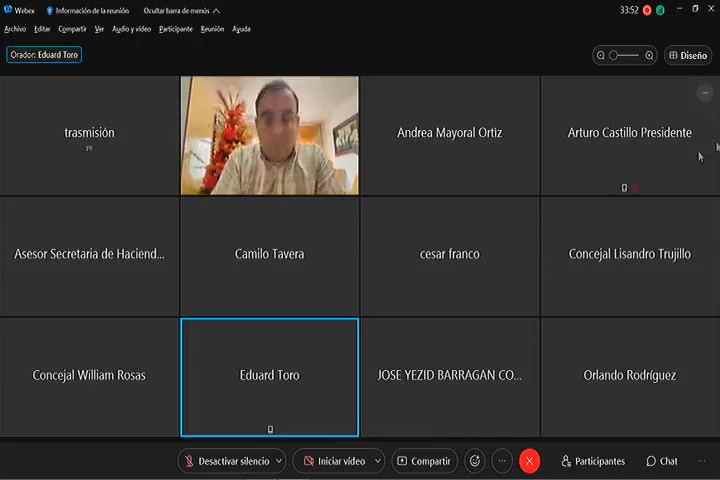 Webex
Información de la reunión
Ocultar barra de menús
33:52
Archivo Editar Compartir Ver Audio y vídeo Participante Reunión Ayuda
Orador: Eduard Toro
Diseño
trasmisión
yo
Andrea Mayoral Ortiz
Arturo Castillo Presidente
Asesor Secretaria de Haciend...
Camilo Tavera
cesar franco
Concejal Lisandro Trujillo
Concejal William Rosas
Eduard Toro
JOSE YEZID BARRAGAN CO...
Orlando Rodríguez
Desactivar silencio
Iniciar vídeo
Compartir
Participantes
Chat